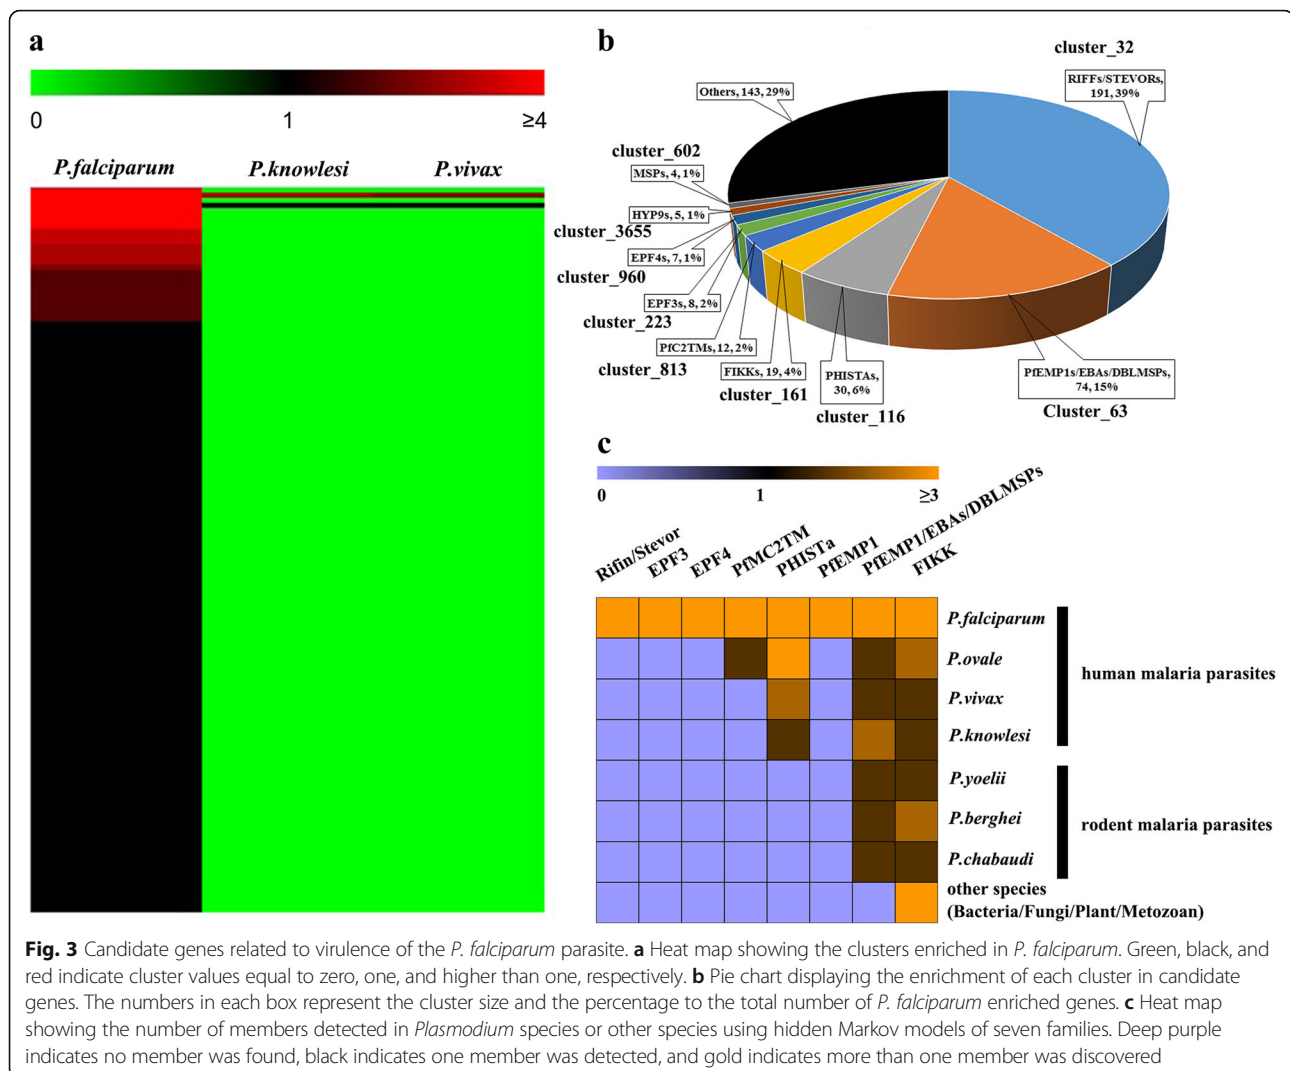 a
0
1
≥4
P.falciparum
P.knowlesi
P.vivax
b
cluster_32
RIFFs/STEVORs,
191, 39%
Others, 143, 29%
cluster_602
MSPs, 4, 1%
HYP9s, 5, 1%
cluster_3655
EPF4s, 7, 1%
cluster_960
EPF3s, 8, 2%
cluster_223
PfC2TMs, 12, 2%
cluster_813
FIKKs, 19, 4%
cluster_161
PHISTAs,
30, 6%
cluster_116
PfEMP1s/EBAs/DBLMSPs,
74, 15%
Cluster_63
c
0
1
≥3
Rifin/Stevor
EPF3
EPF4
PfMC2TM
PHISTa
PfEMP1
PfEMP1/EBAs/DBLMSPs
FIKK
P.falciparum
P.ovale
P.vivax
P.knowlesi
human malaria parasites
P.yoelii
P.berghei
P.chabaudi
rodent malaria parasites
other species
(Bacteria/Fungi/Plant/Metozoan)
Fig. 3 Candidate genes related to virulence of the P. falciparum parasite. a Heat map showing the clusters enriched in P. falciparum. Green, black, and
red indicate cluster values equal to zero, one, and higher than one, respectively. b Pie chart displaying the enrichment of each cluster in candidate
genes. The numbers in each box represent the cluster size and the percentage to the total number of P. falciparum enriched genes. c Heat map
showing the number of members detected in Plasmodium species or other species using hidden Markov models of seven families. Deep purple
indicates no member was found, black indicates one member was detected, and gold indicates more than one member was discovered